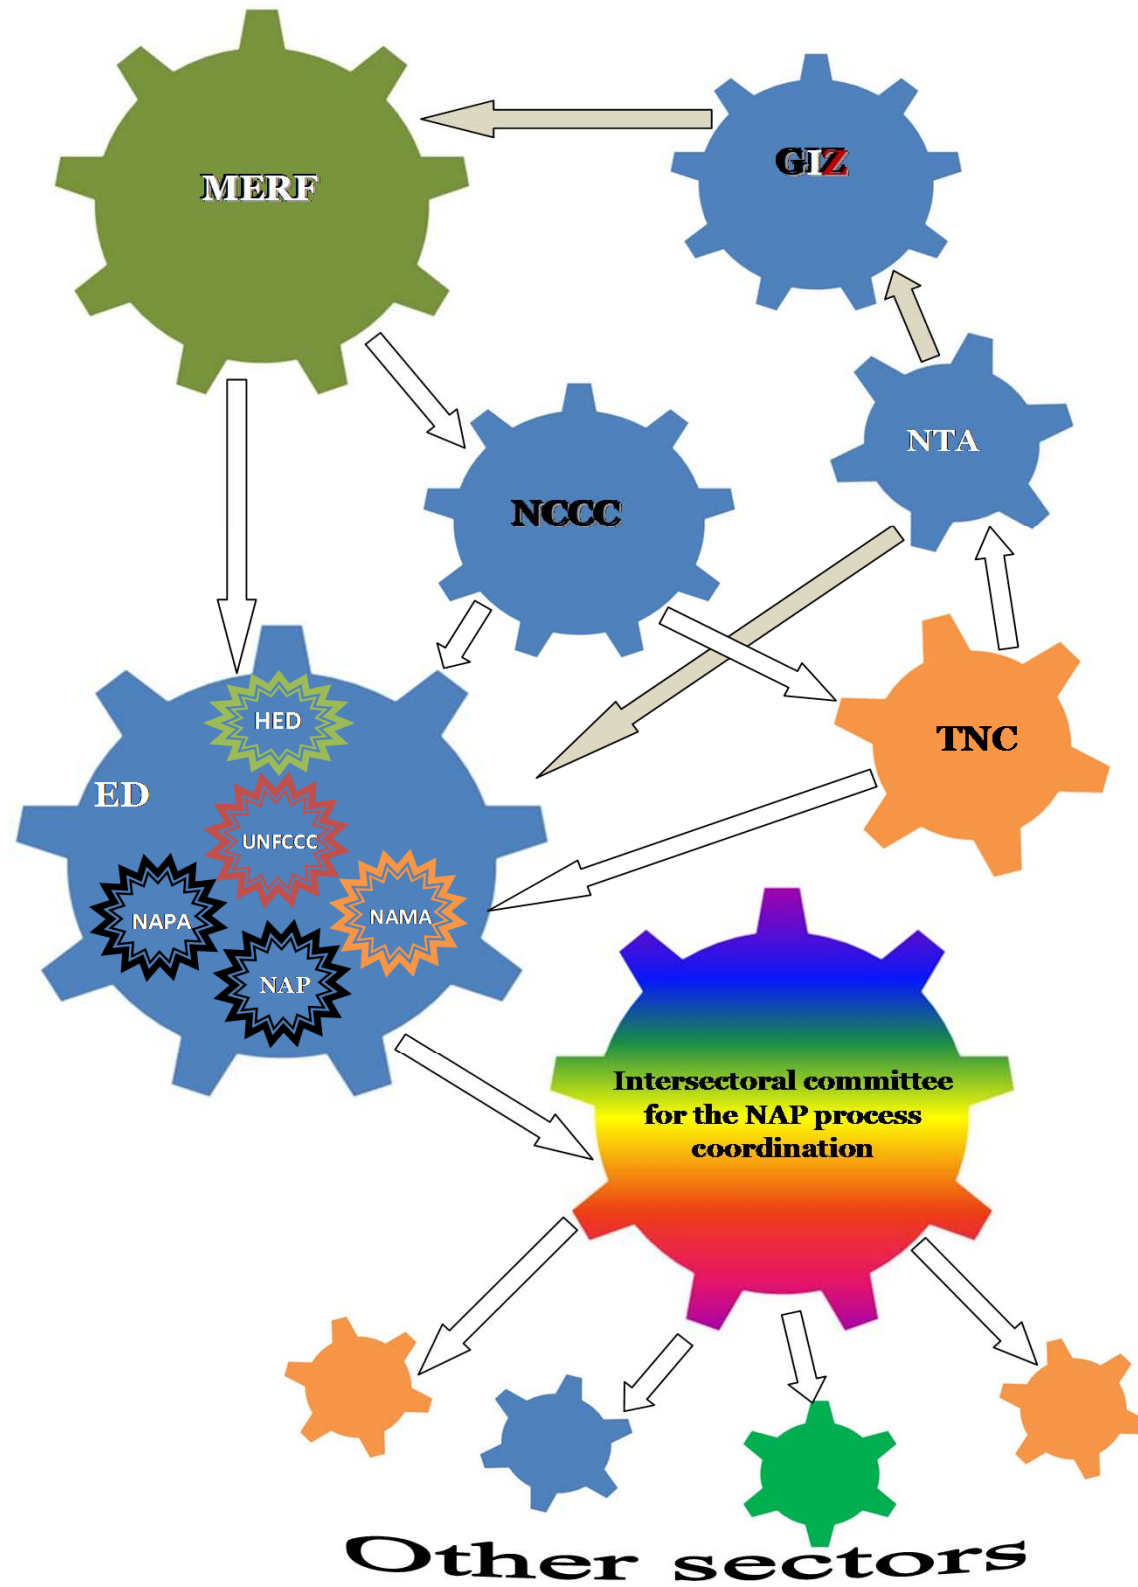 MERF
GIZ
NTA
NCCC
HED
TNC
ED
UNFCCC
NAPA
NAMA
NAP
Intersectoral committee
for the NAP process
coordination
Other sectors